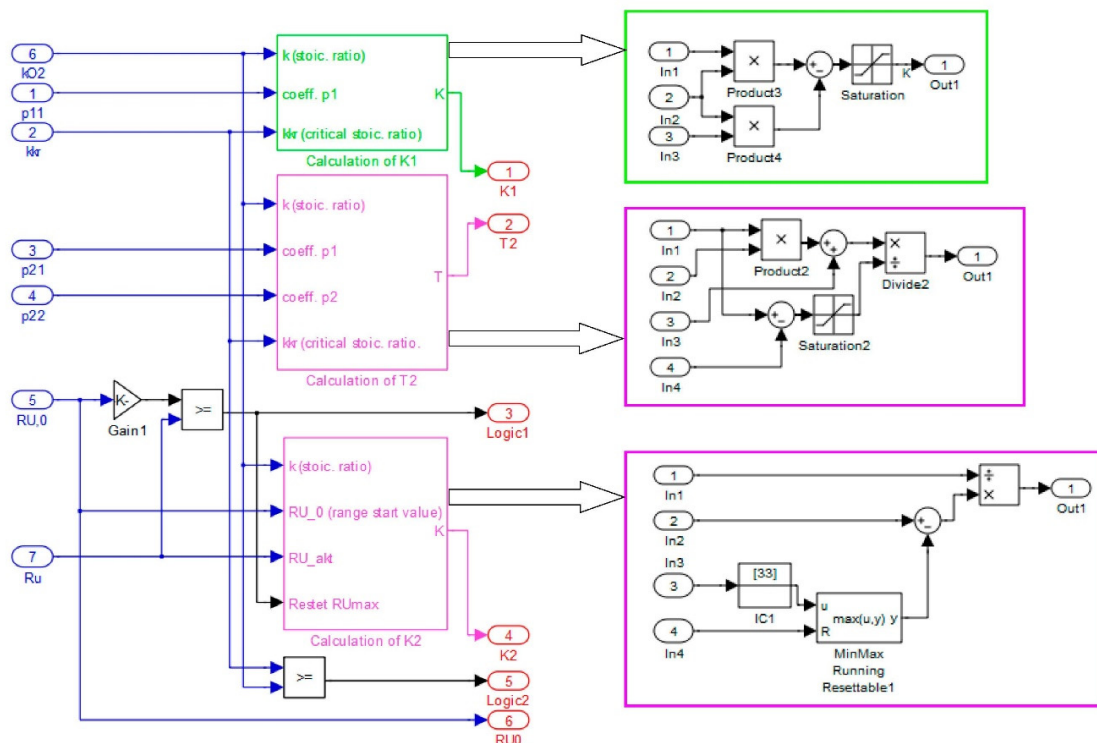 6
kO2
1
p11
2
kkr
k (stoic. ratio)
coeff. p1
kkr (critical stoic. ratio)
K
Calculation of K1
1
K1
k (stoic. ratio)
coeff. p1
coeff. p2
kkr (critical stoic. ratio.
T
Calculation of T2
2
T2
3
p21
4
p22
5
RU,0
K-
Gain1
>=
3
Logic1
k (stoic. ratio)
RU_0 (range start value)
RU_akt
Restet RUmax
K
Calculation of K2
7
Ru
4
K2
>=
5
Logic2
6
RU0
1
In1
2
In2
3
In3
×
Product3
×
Product4
+
−
Saturation
K
1
Out1
1
In1
2
In2
3
In3
4
In4
×
Product2
+
+
+
−
Saturation2
×
÷
Divide2
1
Out1
1
In1
2
In2
In3
3
4
In4
[33]
IC1
u
R
max(u,y)
y
MinMax
Running
Resettable1
+
−
÷
×
1
Out1